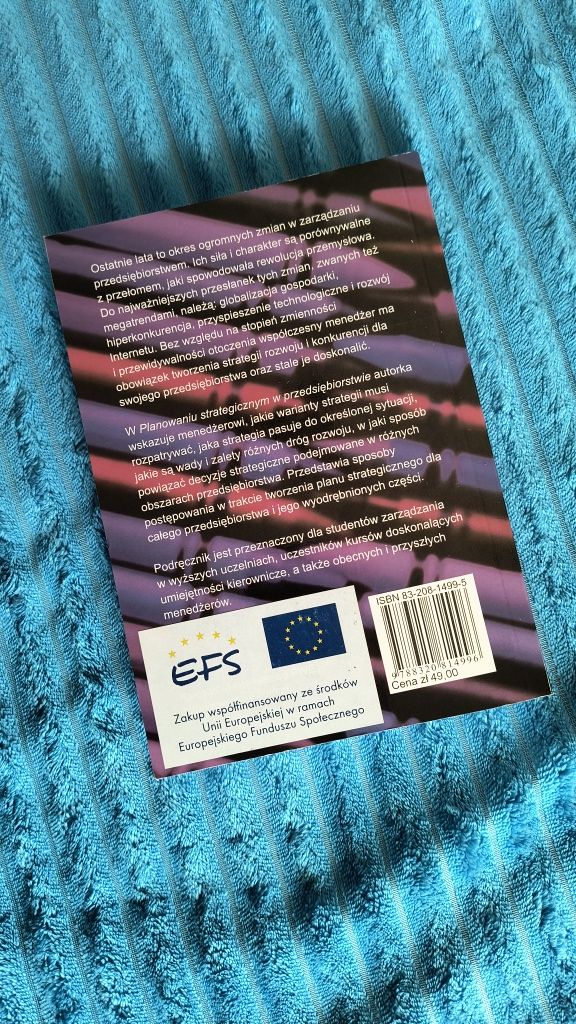 Ostatnie lata to okres ogromnych zmian w zarządzaniu
przedsiębiorstwem. Ich siła i charakter są porównywalne
z przełomem, jaki spowodowała rewolucja przemysłowa.
Do najważniejszych przesłanek tych zmian, zwanych też
megatrendami, należą: globalizacja gospodarki,
hiperkonkurencja, przyspieszenie technologiczne i rozwój
Internetu. Bez względu na stopień zmienności
i przewidywalności otoczenia współczesny menedżer ma
obowiązek tworzenia strategii rozwoju i konkurencji dla
swojego przedsiębiorstwa oraz stale je doskonalić.
W Planowaniu strategicznym w przedsiębiorstwie autorka
wskazuje menedżerowi, jakie warianty strategii musi
rozpatrywać, jaka strategia pasuje do określonej sytuacji,
jakie są wady i zalety różnych dróg rozwoju, w jaki sposób
powiązać decyzje strategiczne podejmowane w różnych
obszarach przedsiębiorstwa. Przedstawia sposoby
postępowania w trakcie tworzenia planu strategicznego dla
całego przedsiębiorstwa i jego wyodrębnionych części.
Podręcznik jest przeznaczony dla studentów zarządzania
w wyższych uczelniach, uczestników kursów doskonalących
umiejętności kierownicze, a także obecnych i przyszłych
menedżerów.
EFS
Zakup współfinansowany ze środków
Unii Europejskiej w ramach
Europejskiego Funduszu Społecznego
ISBN 83-208-1499-5
9788320814996
Cena zł 49,00